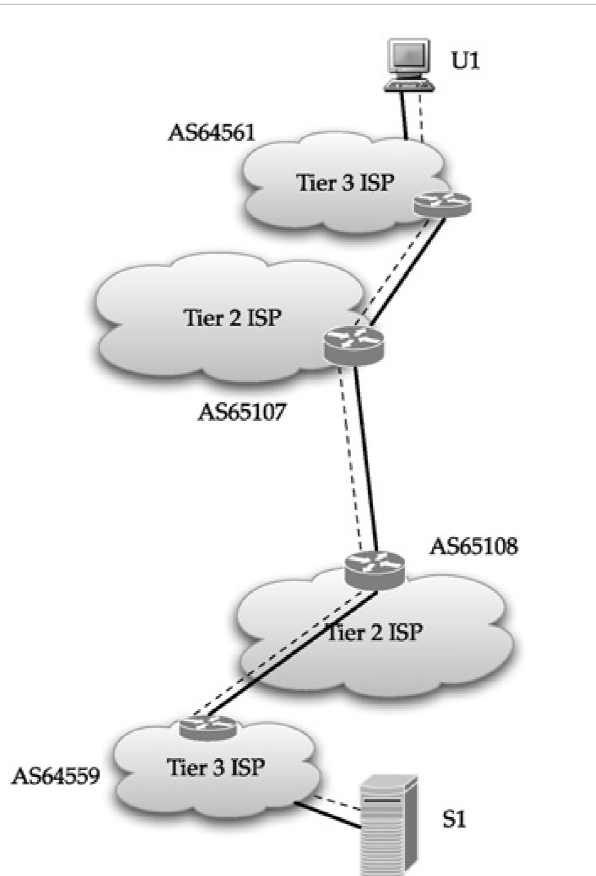 U1
AS64561
Tier 3 ISP
Tier 2 ISP
AS65107
AS65108
Tier 2 ISP
Tier 3 ISP
AS64559
S1